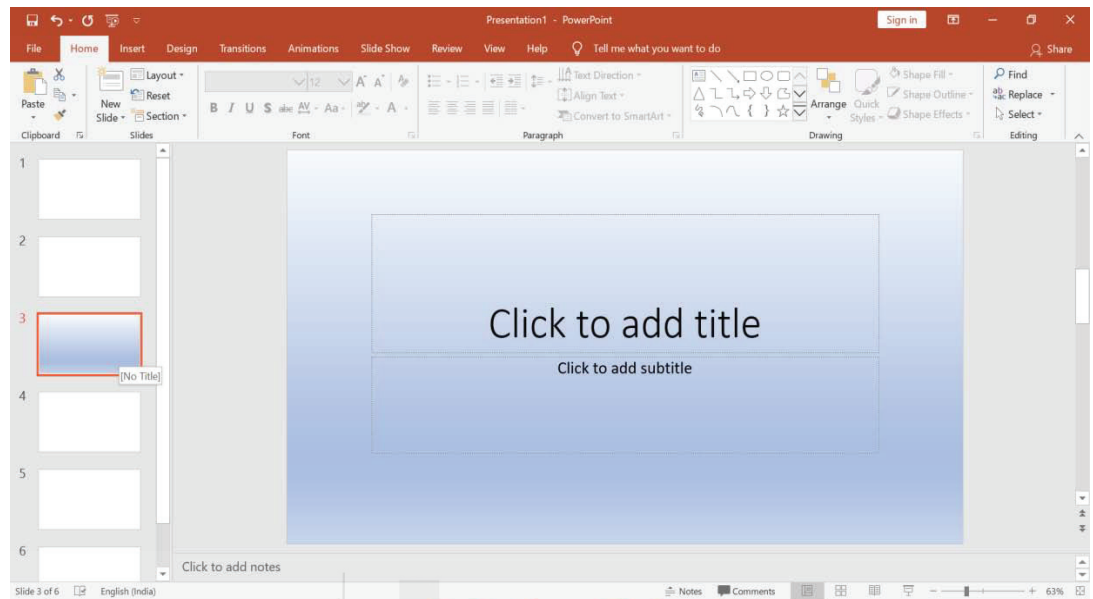 Presentation1 - PowerPoint
Sign in
File Home Insert Design Transitions Animations Slide Show Review View Help Tell me what you want to do Share
Paste
Clipboard
New Slide
Layout
Reset
Section
Slides
12 A A
B I U S abc AV Aa A
Font
Text Direction
Align Text
Convert to SmartArt
Paragraph
Arrange
Quick Styles
Shape Fill
Shape Outline
Shape Effects
Drawing
Find
Replace
Select
Editing
1
2
3
[No Title]
4
5
6
Click to add title
Click to add subtitle
Click to add notes
Slide 3 of 6 English (India) Notes Comments 63%